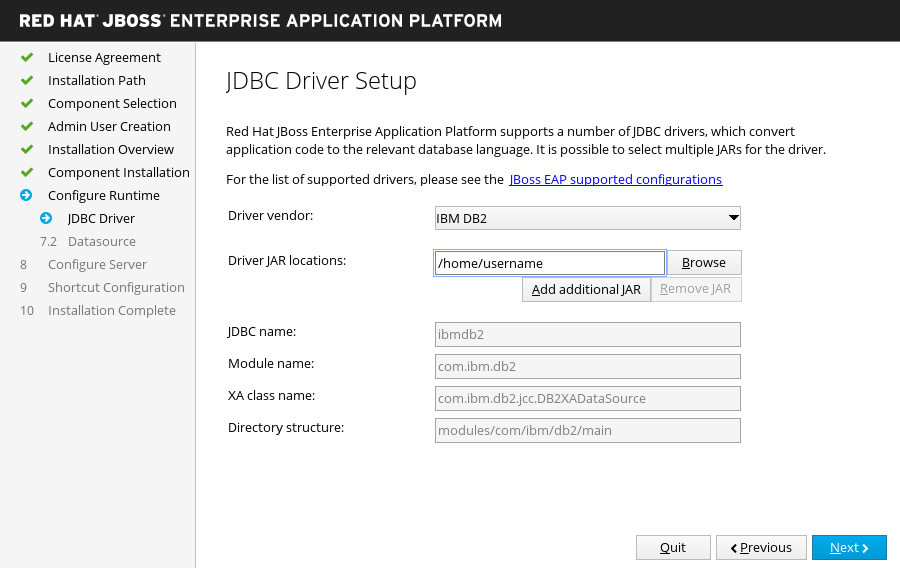 RED HAT® JBOSS® ENTERPRISE APPLICATION PLATFORM
License Agreement
Installation Path
Component Selection
Admin User Creation
Installation Overview
Component Installation
Configure Runtime
JDBC Driver
7.2 Datasource
8 Configure Server
9 Shortcut Configuration
10 Installation Complete
JDBC Driver Setup
Red Hat JBoss Enterprise Application Platform supports a number of JDBC drivers, which convert
application code to the relevant database language. It is possible to select multiple JARs for the driver.
For the list of supported drivers, please see the JBoss EAP supported configurations
Driver vendor: IBM DB2
Driver JAR locations: /home/username Browse
Add additional JAR Remove JAR
JDBC name: ibmdb2
Module name: com.ibm.db2
XA class name: com.ibm.db2.jcc.DB2XADataSource
Directory structure: modules/com/ibm/db2/main
Quit Previous Next